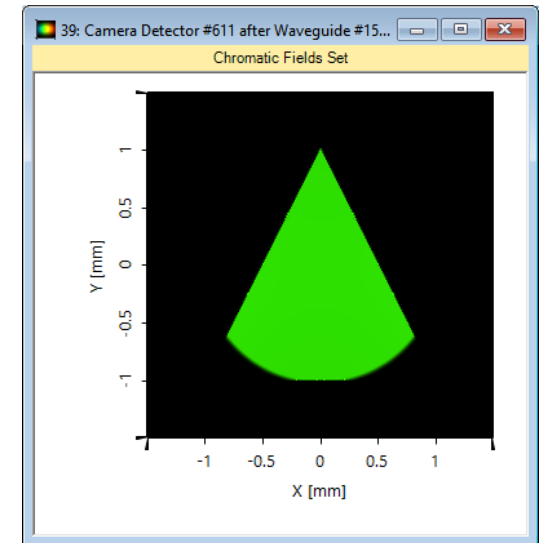 39: Camera Detector #611 after Waveguide #15...
Chromatic Fields Set
1
0.5
0
-0.5
-1
Y [mm]
-1 -0.5 0 0.5 1
X [mm]